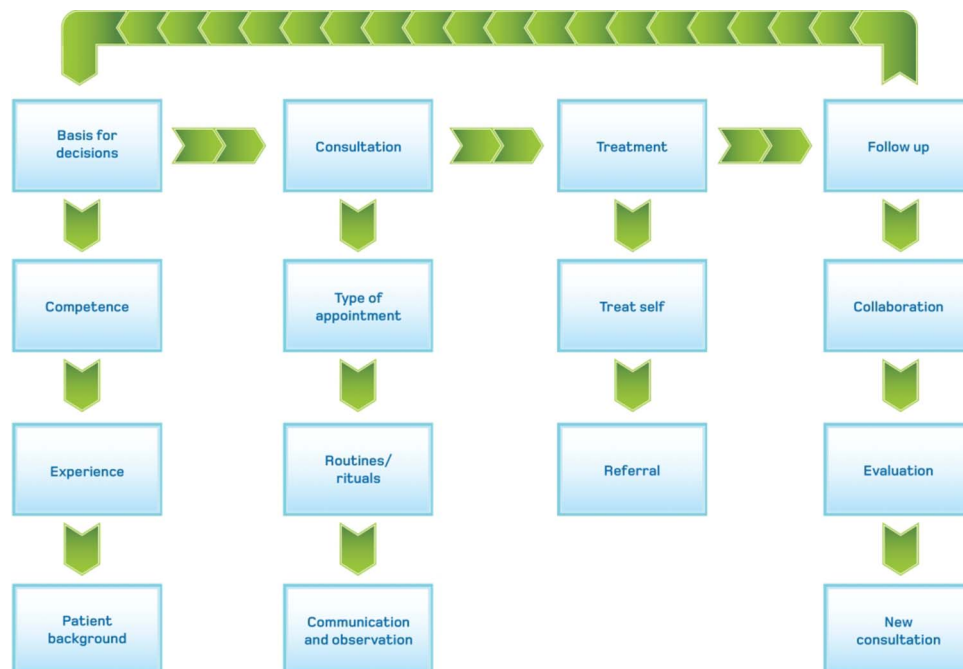 Basis for
decisions
Consultation
Treatment
Follow up
Competence
Type of
appointment
Treat self
Collaboration
Experience
Routines/
rituals
Referral
Evaluation
Patient
background
Communication
and observation
New
consultation